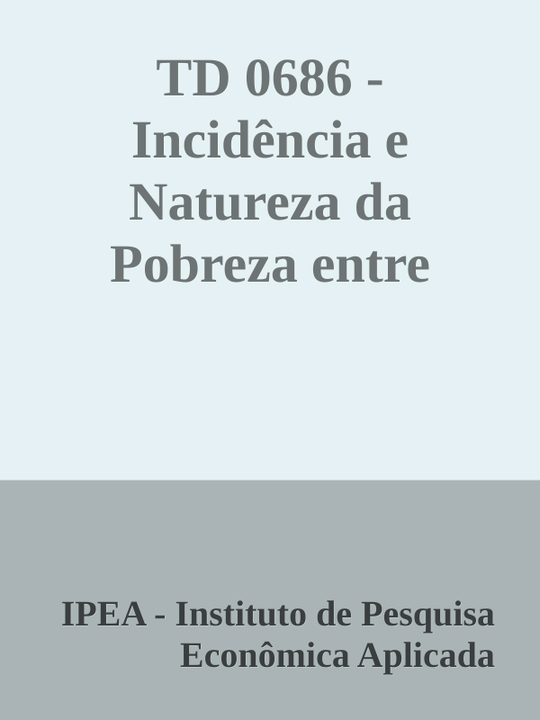 TD 0686 -
Incidência e
Natureza da
Pobreza entre
IPEA - Instituto de Pesquisa
Econômica Aplicada